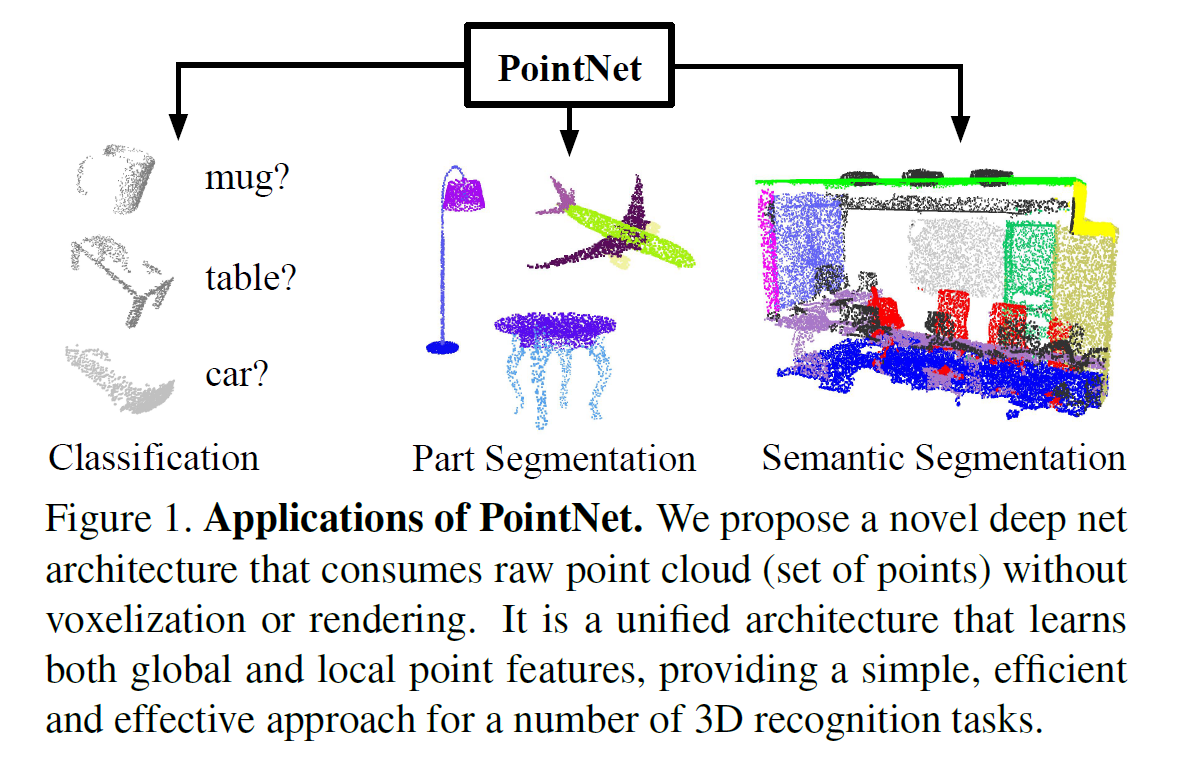 PointNet
mug?
table?
car?
Classification
Part Segmentation
Semantic Segmentation
Figure 1. Applications of PointNet. We propose a novel deep net
architecture that consumes raw point cloud (set of points) without
voxelization or rendering. It is a unified architecture that learns
both global and local point features, providing a simple, efficient
and effective approach for a number of 3D recognition tasks.